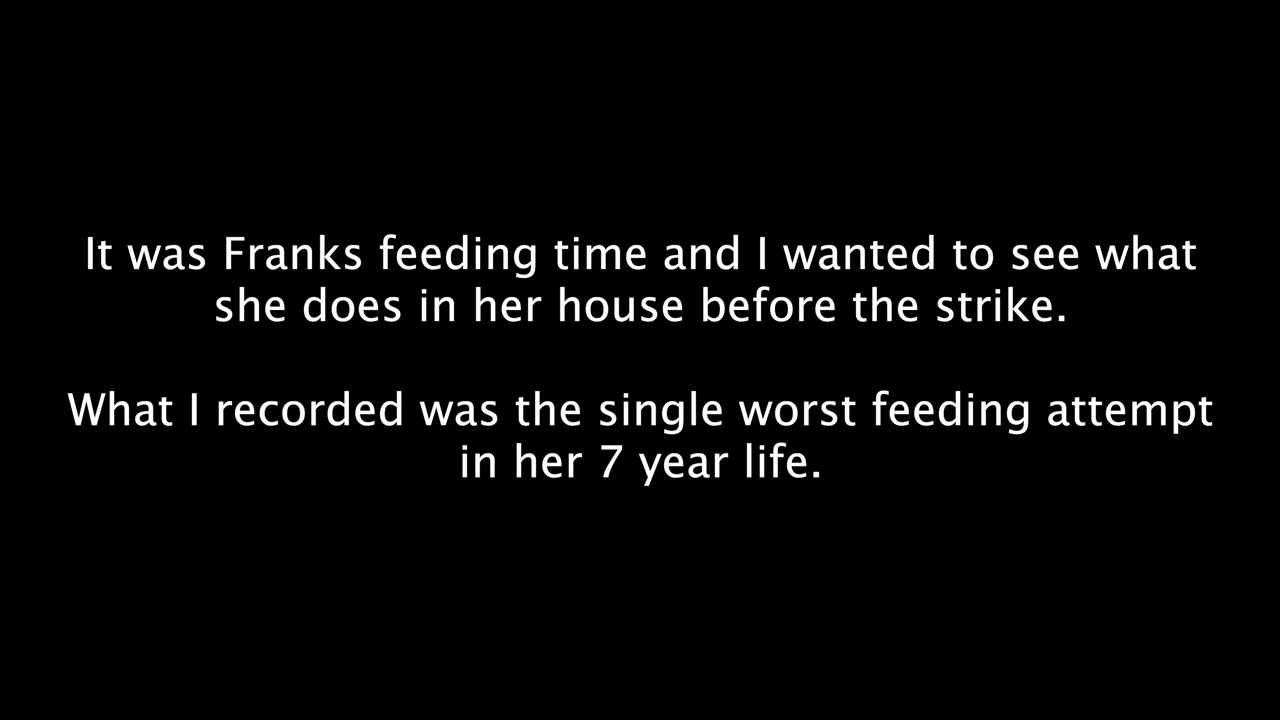 It was Franks feeding time and I wanted to see what
she does in her house before the strike.
What I recorded was the single worst feeding attempt
in her 7 year life.